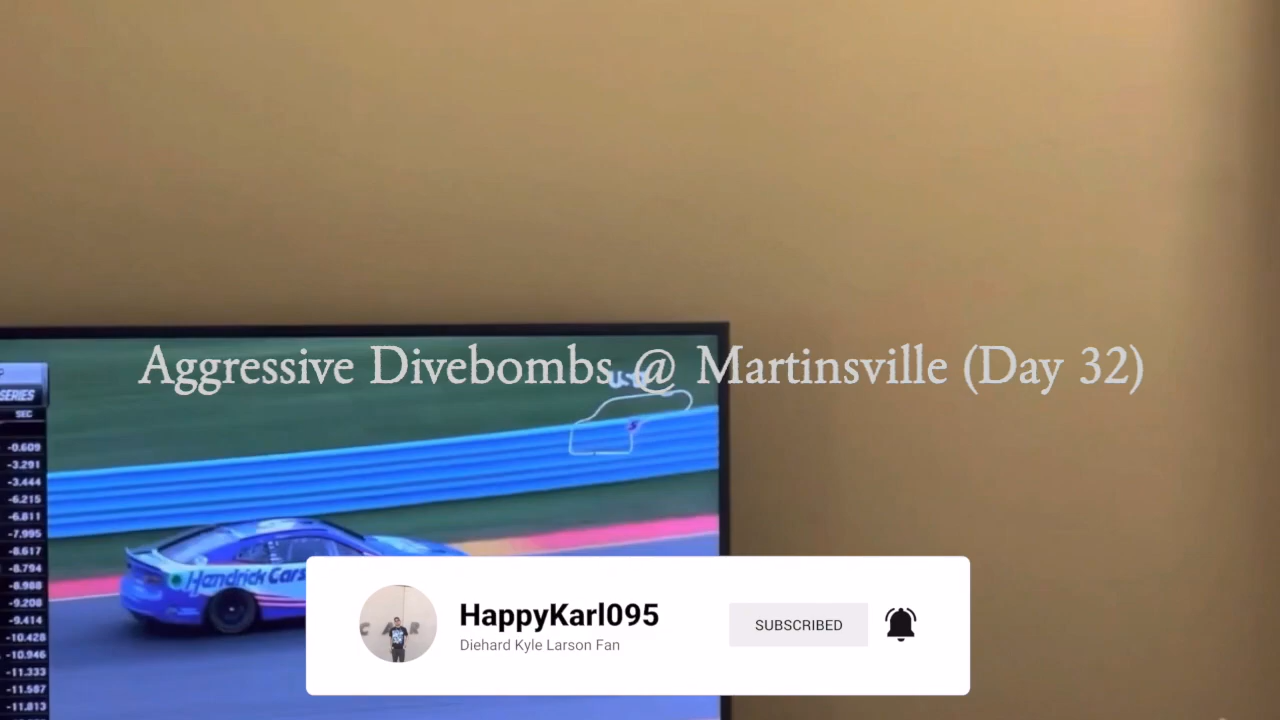 Aggressive Divebombs @ Martinsville (Day 32)
SERIES
SEC
-0.609
-3.291
-3.444
-6.215
-6.811
-7.995
-8.617
-8.794
-8.988
-9.208
-9.414
-10.428
-10.946
-11.333
-11.587
-11.813
Hendrick Cars
HappyKarl095
SUBSCRIBED
Diehard Kyle Larson Fan